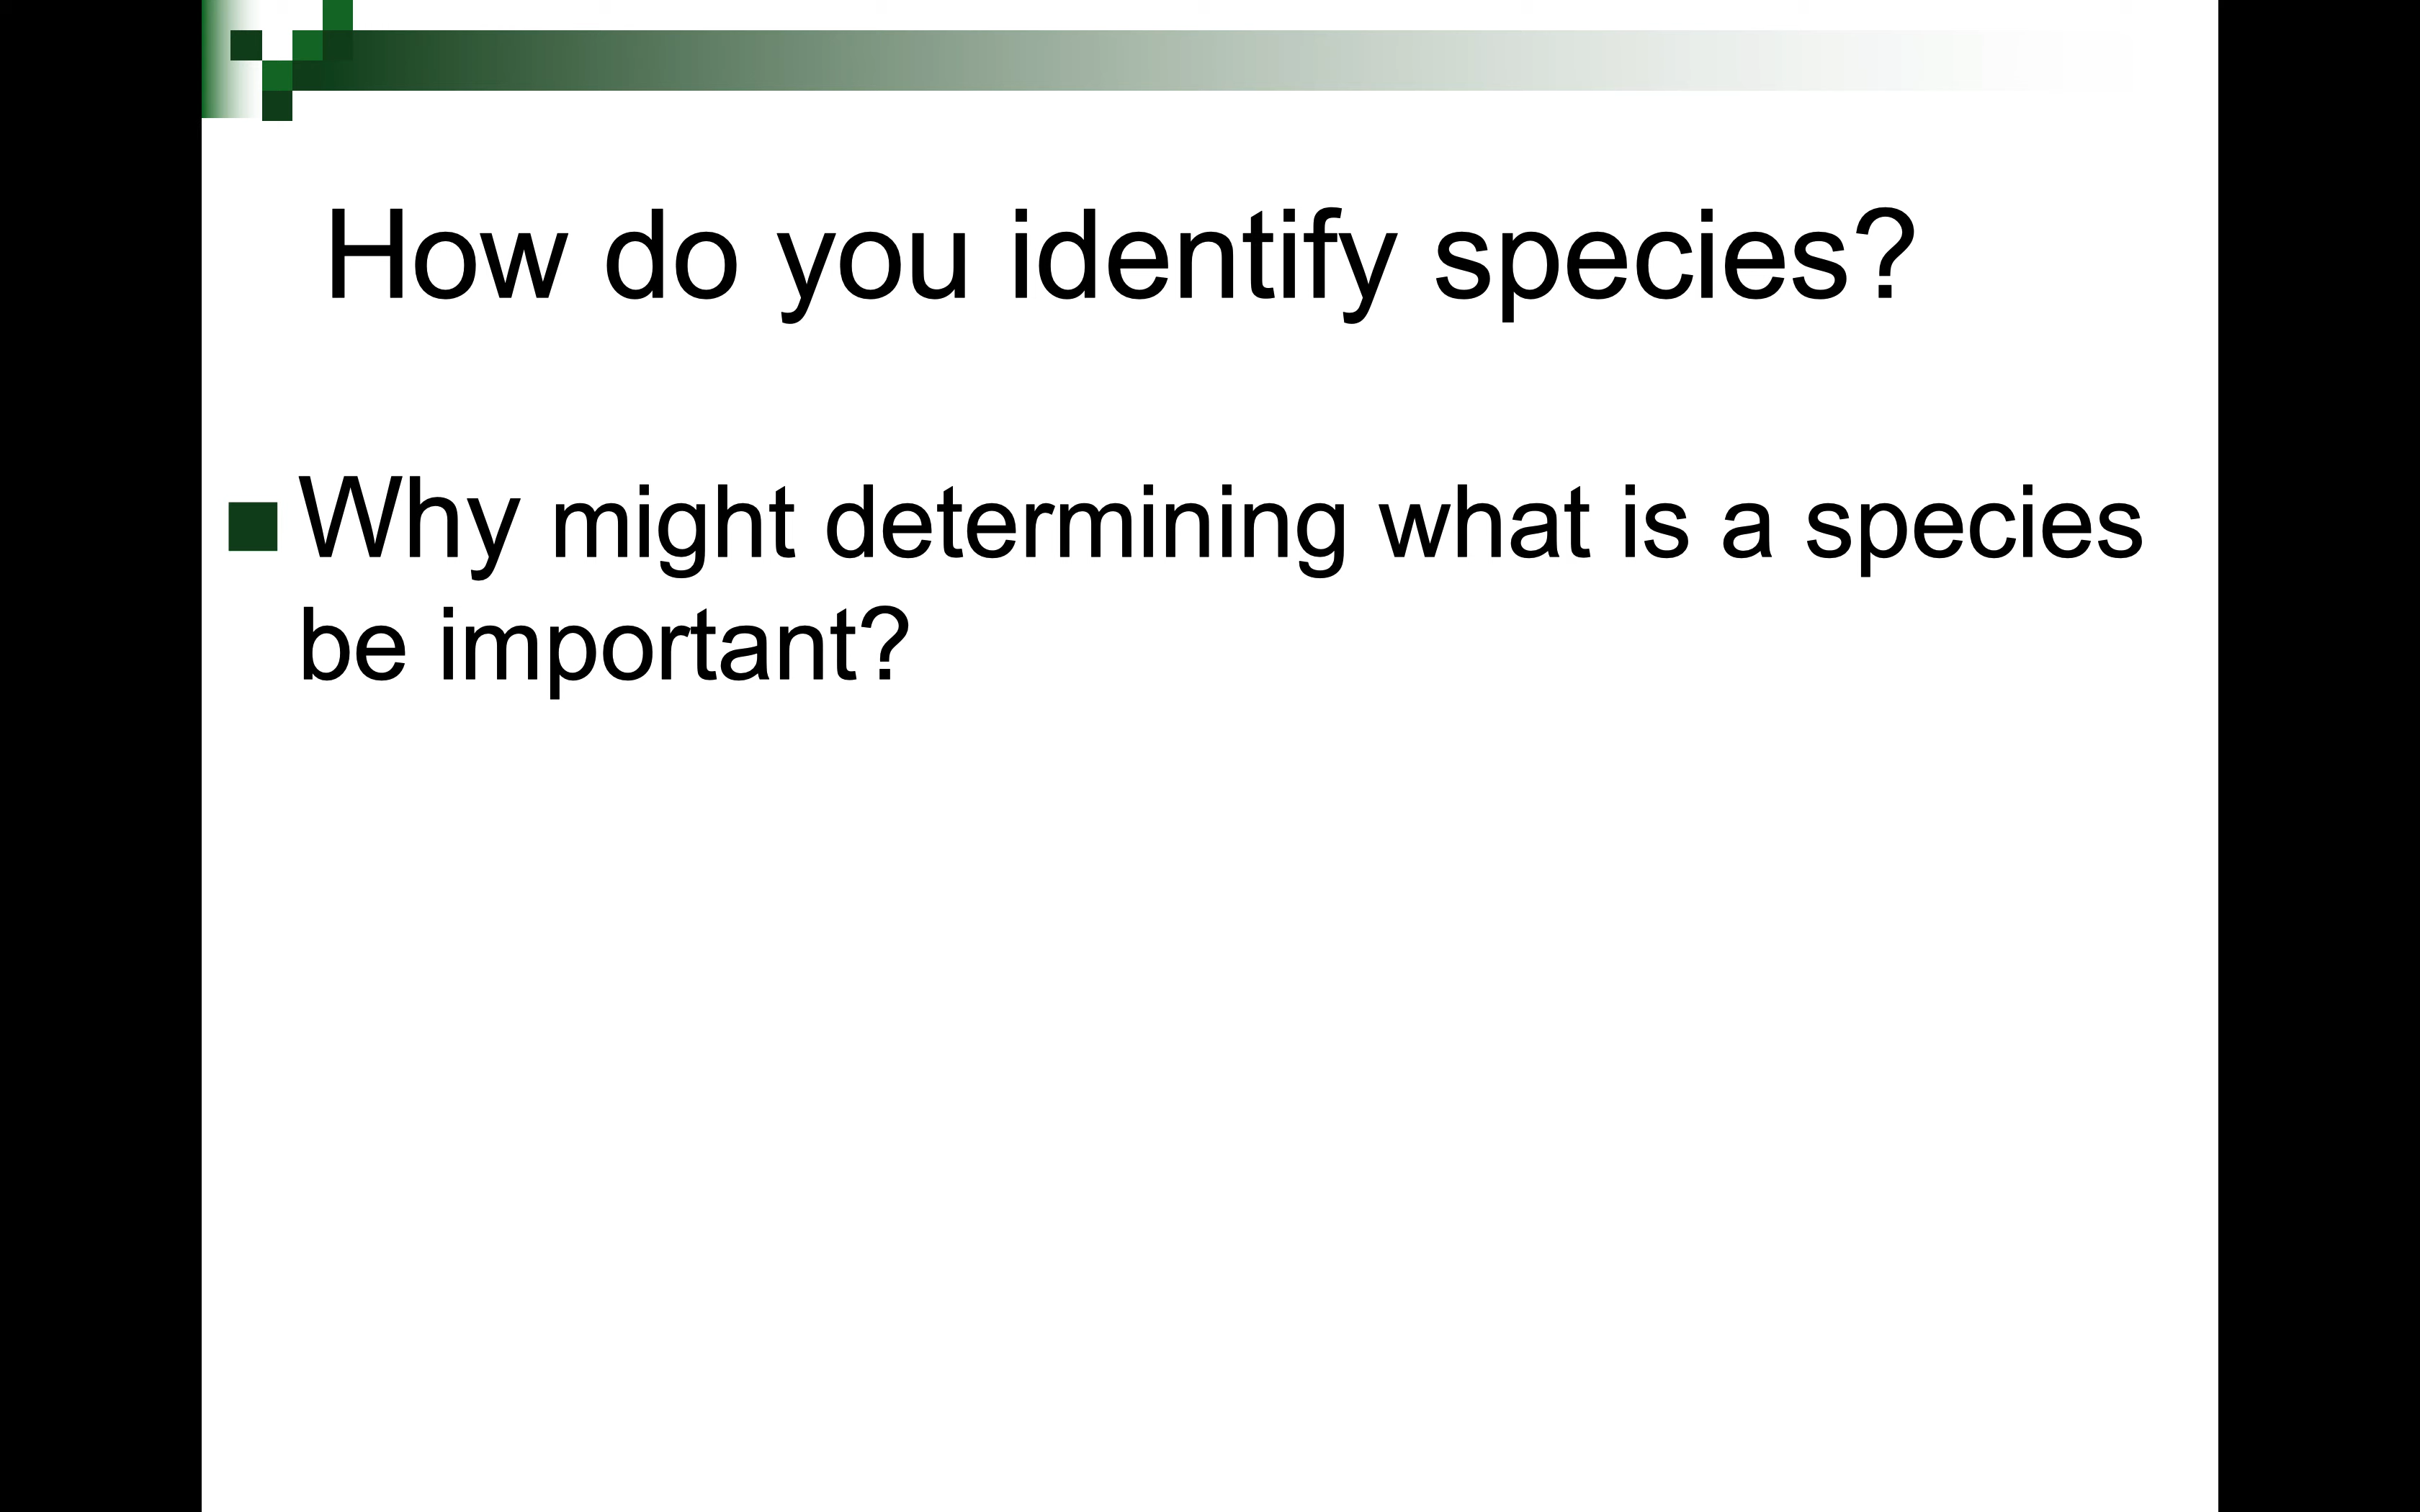 How do you identify species?
Why might determining what is a species
be important?